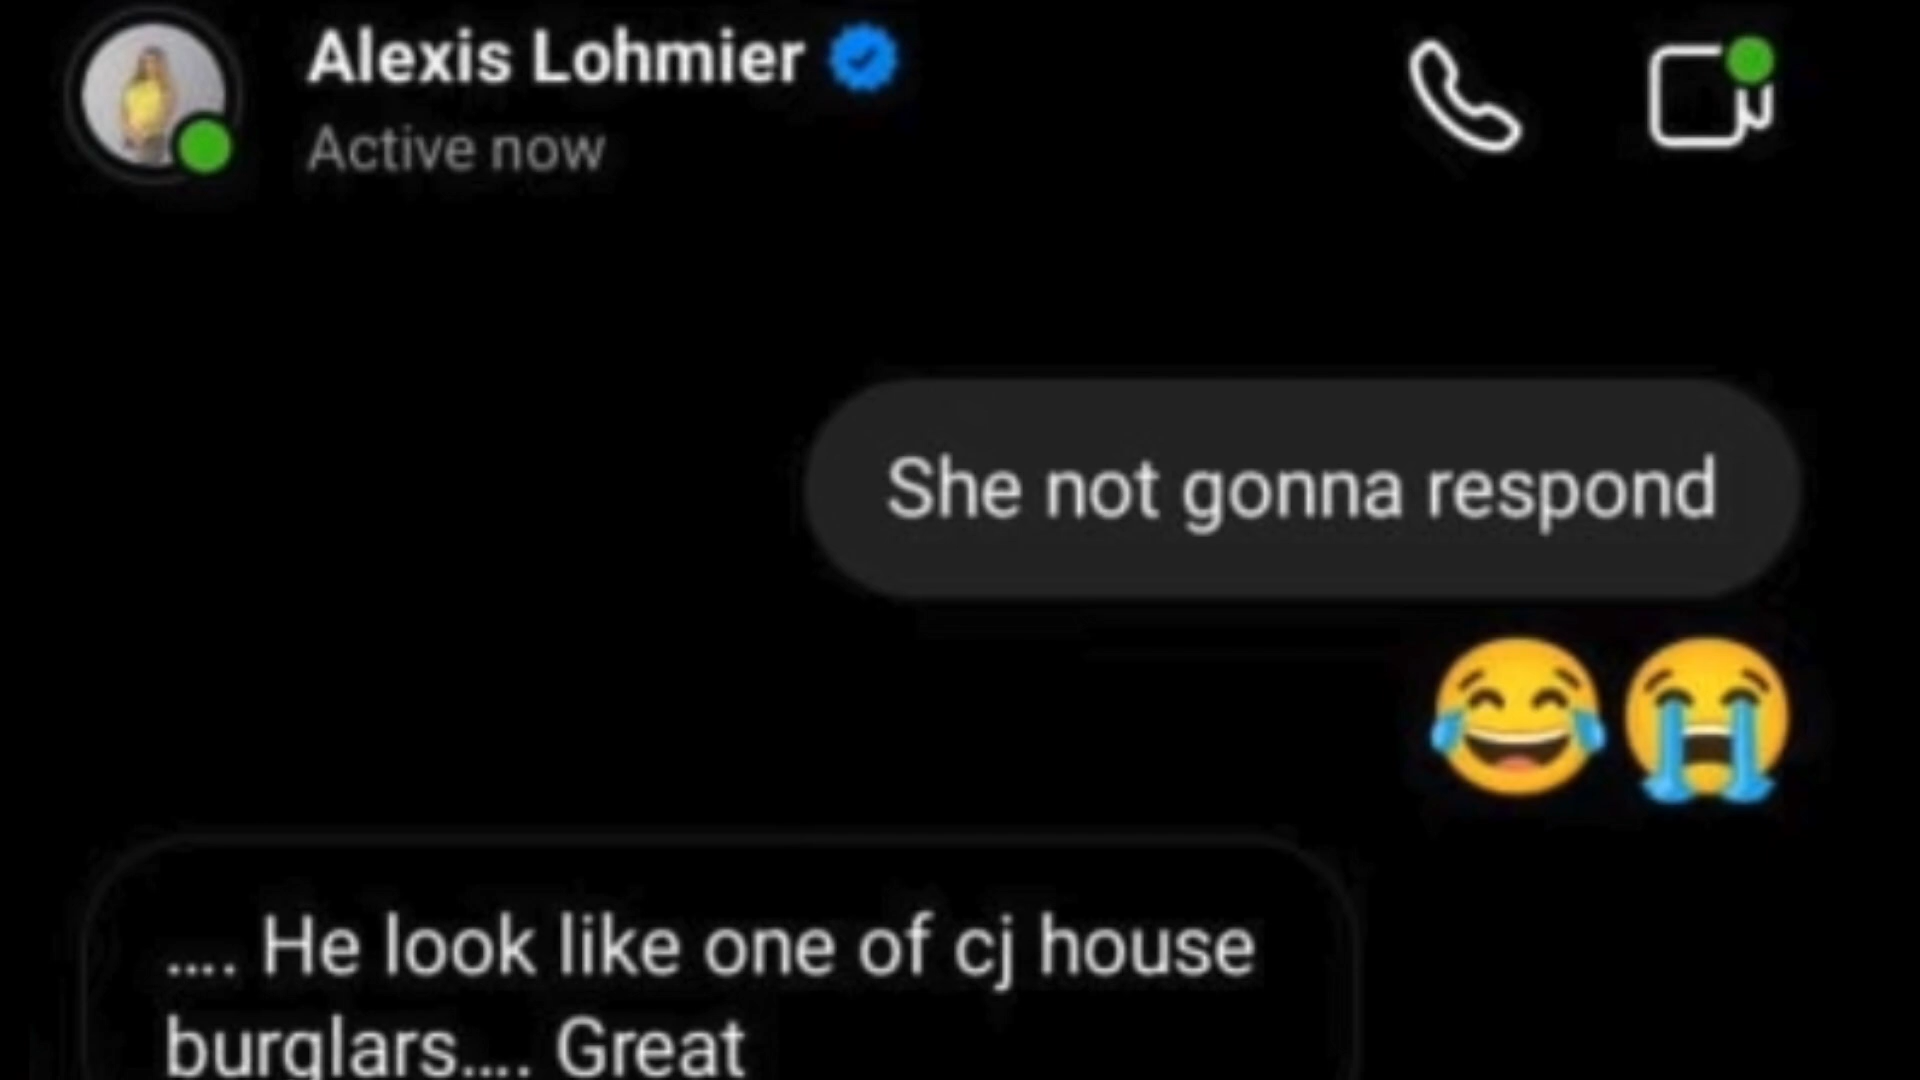 Alexis Lohmier
Active now
She not gonna respond
😂😭
.... He look like one of cj house
burglars.... Great